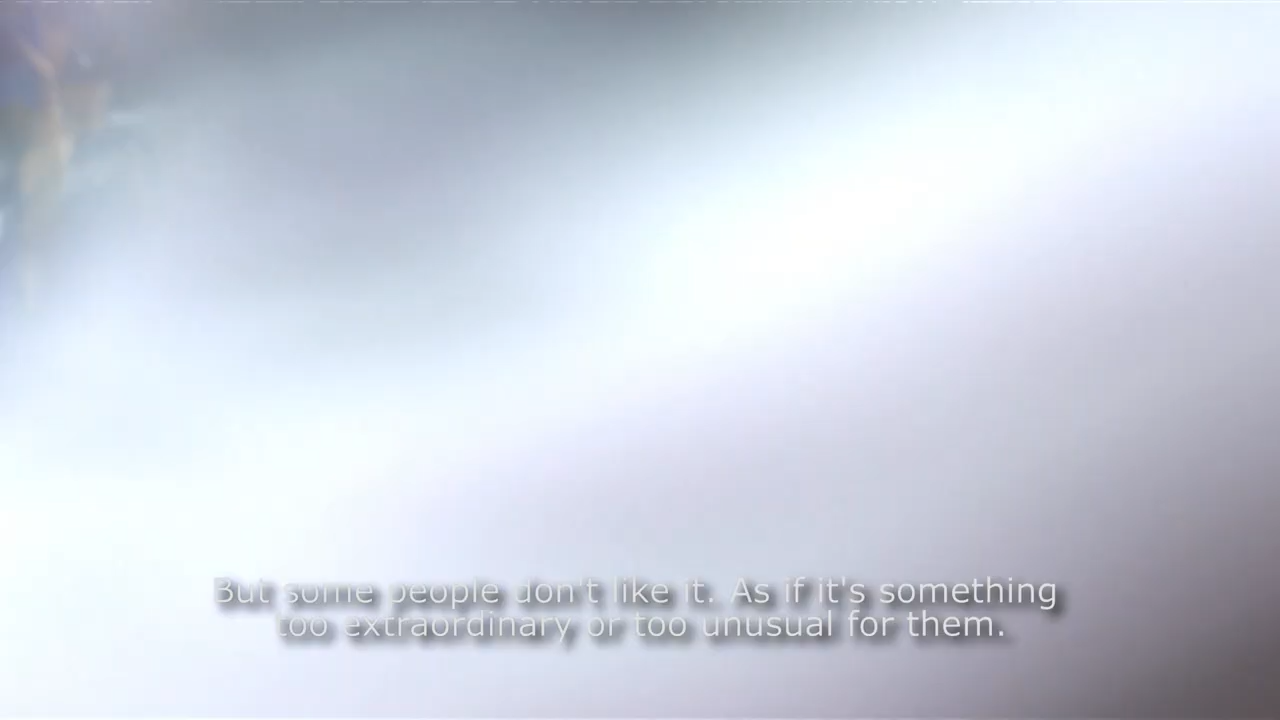 But some people don't like it. As if it's something
too extraordinary or too unusual for them.